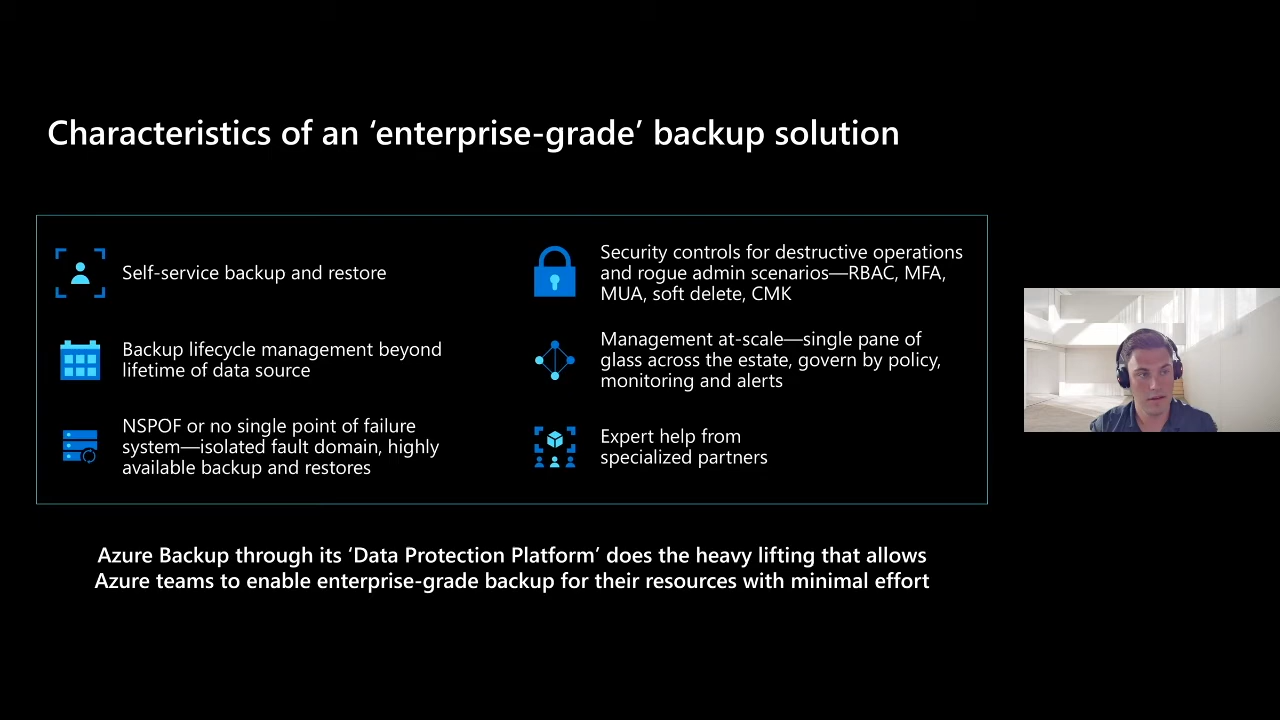 Characteristics of an ‘enterprise-grade’ backup solution
Self-service backup and restore
Backup lifecycle management beyond
lifetime of data source
NSPOF or no single point of failure
system—isolated fault domain, highly
available backup and restores
Security controls for destructive operations
and rogue admin scenarios—RBAC, MFA,
MUA, soft delete, CMK
Management at-scale—single pane of
glass across the estate, govern by policy,
monitoring and alerts
Expert help from
specialized partners
Azure Backup through its ‘Data Protection Platform’ does the heavy lifting that allows
Azure teams to enable enterprise-grade backup for their resources with minimal effort